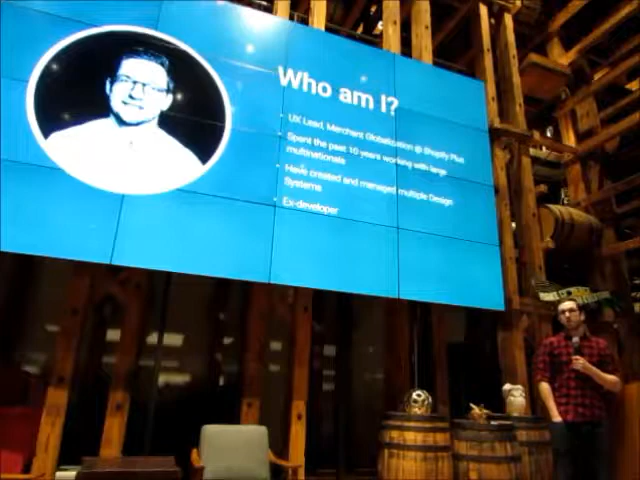 Who am I?
UX Lead, Merchant Globalization @ Shopify Plus
Spent the past 10 years working with large
multinationals
Have created and managed multiple Design
Systems
Ex-developer